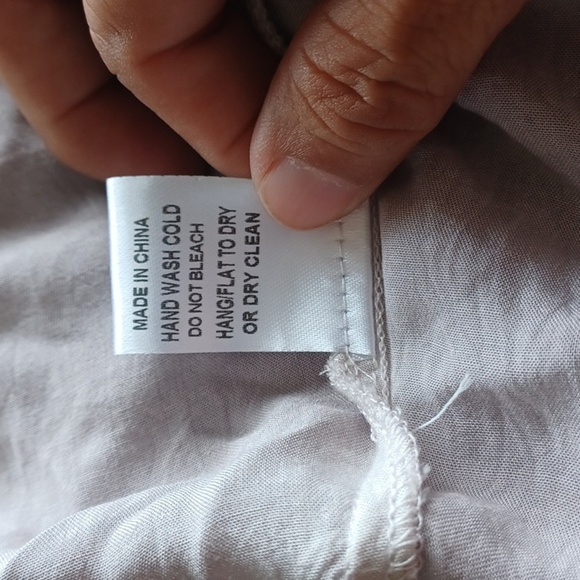 MADE IN CHINA
HAND WASH COLD
DO NOT BLEACH
HANG/FLAT TO DRY
OR DRY CLEAN